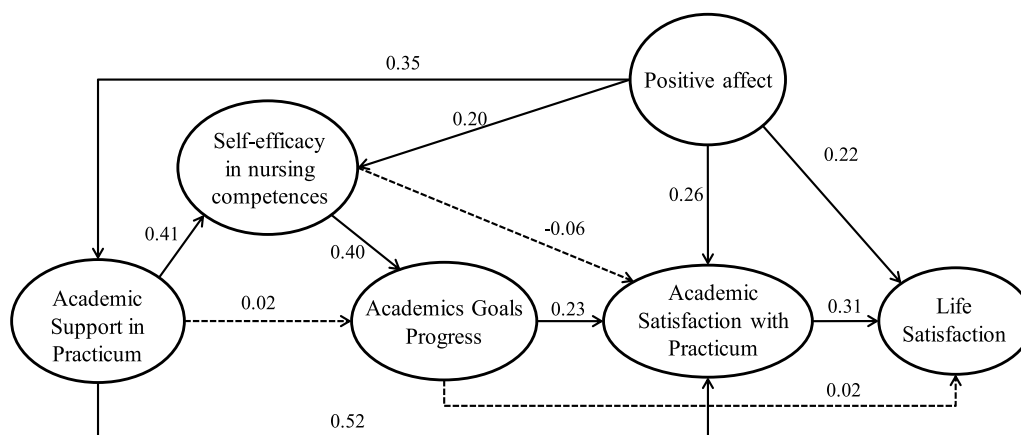 0.35
Positive affect
0.20
Self-efficacy
in nursing
competences
0.22
0.26
0.41
0.40
-0.06
Academic
Support in
Practicum
0.02
Academics Goals
Progress
0.23
Academic
Satisfaction with
Practicum
0.31
Life
Satisfaction
0.02
0.52